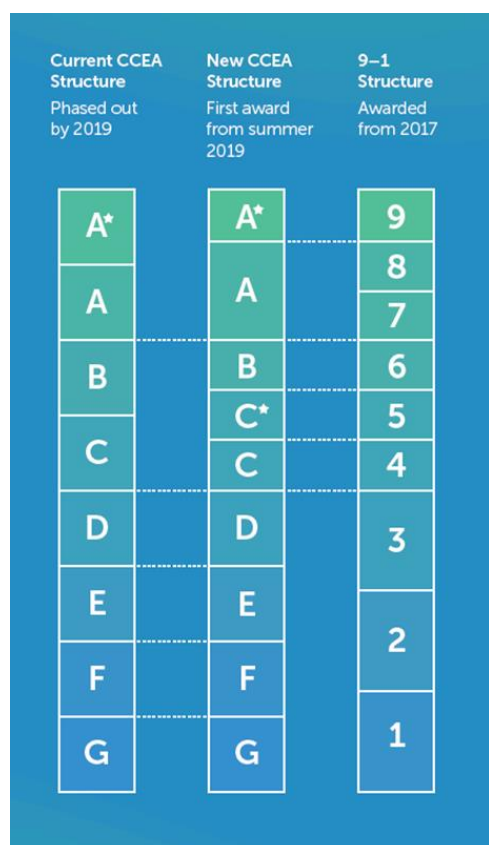 Current CCEA
Structure
Phased out
by 2019
New CCEA
Structure
First award
from summer
2019
9–1
Structure
Awarded
from 2017
A*
A
B
C
D
E
F
G
A*
A
B
C*
C
D
E
F
G
9
8
7
6
5
4
3
2
1